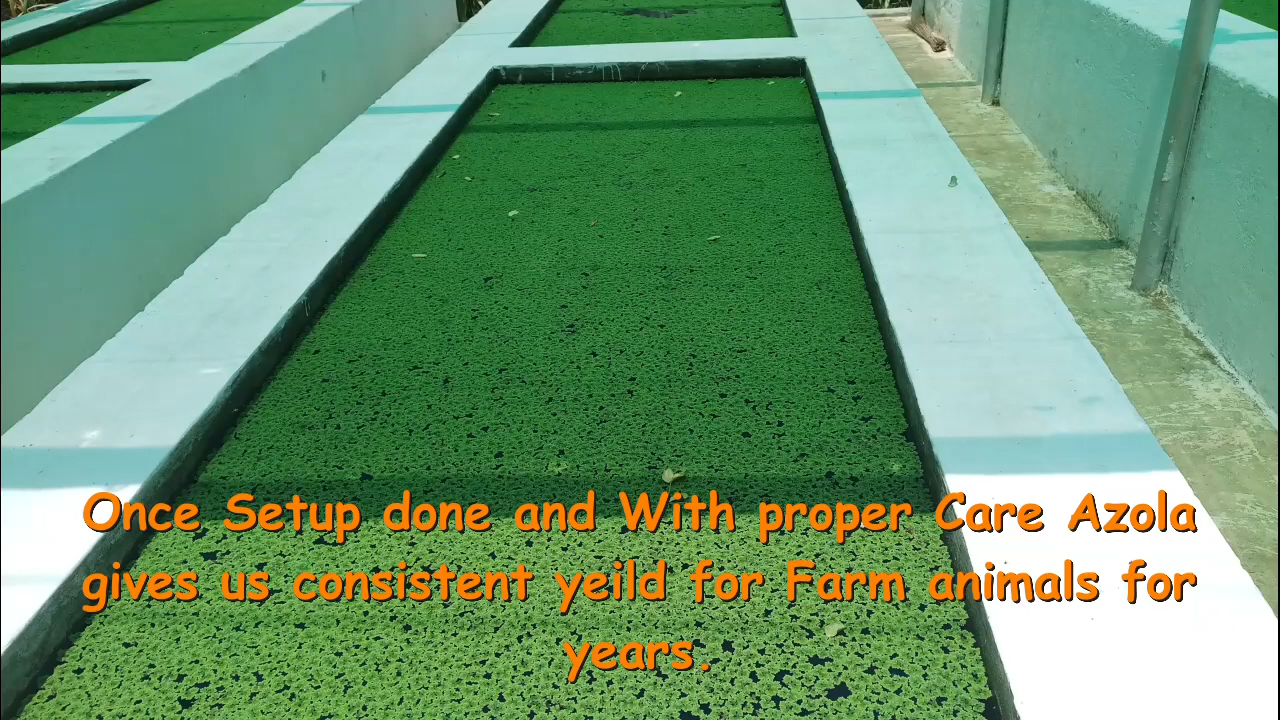 Once Setup done and With proper Care Azola
gives us consistent yeild for Farm animals for
years.